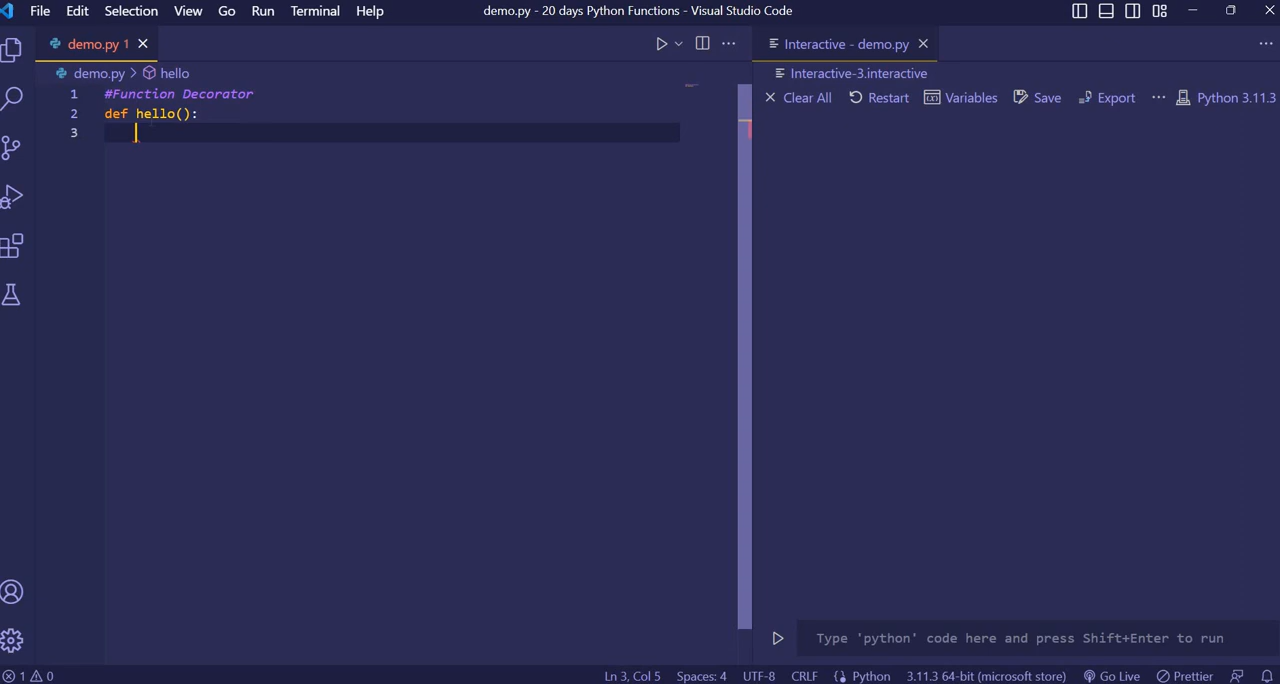 File Edit Selection View Go Run Terminal Help demo.py - 20 days Python Functions - Visual Studio Code
demo.py 1
demo.py > hello
1 #Function Decorator
2 def hello():
3
Interactive - demo.py
Interactive-3.interactive
Clear All Restart Variables Save Export ... Python 3.11.3
Type 'python' code here and press Shift+Enter to run
1 0 Ln 3, Col 5 Spaces: 4 UTF-8 CRLF Python 3.11.3 64-bit (microsoft store) Go Live Prettier